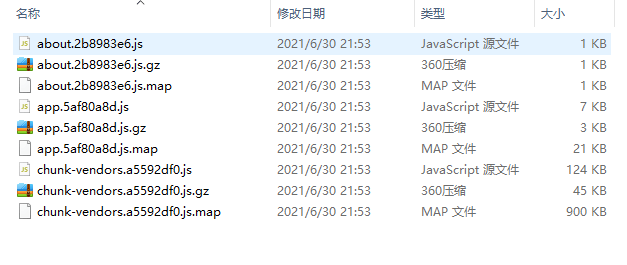 名称 修改日期 类型 大小
about.2b8983e6.js 2021/6/30 21:53 JavaScript 源文件 1 KB
about.2b8983e6.js.gz 2021/6/30 21:53 360压缩 1 KB
about.2b8983e6.js.map 2021/6/30 21:53 MAP 文件 1 KB
app.5af80a8d.js 2021/6/30 21:53 JavaScript 源文件 7 KB
app.5af80a8d.js.gz 2021/6/30 21:53 360压缩 3 KB
app.5af80a8d.js.map 2021/6/30 21:53 MAP 文件 21 KB
chunk-vendors.a5592df0.js 2021/6/30 21:53 JavaScript 源文件 124 KB
chunk-vendors.a5592df0.js.gz 2021/6/30 21:53 360压缩 45 KB
chunk-vendors.a5592df0.js.map 2021/6/30 21:53 MAP 文件 900 KB